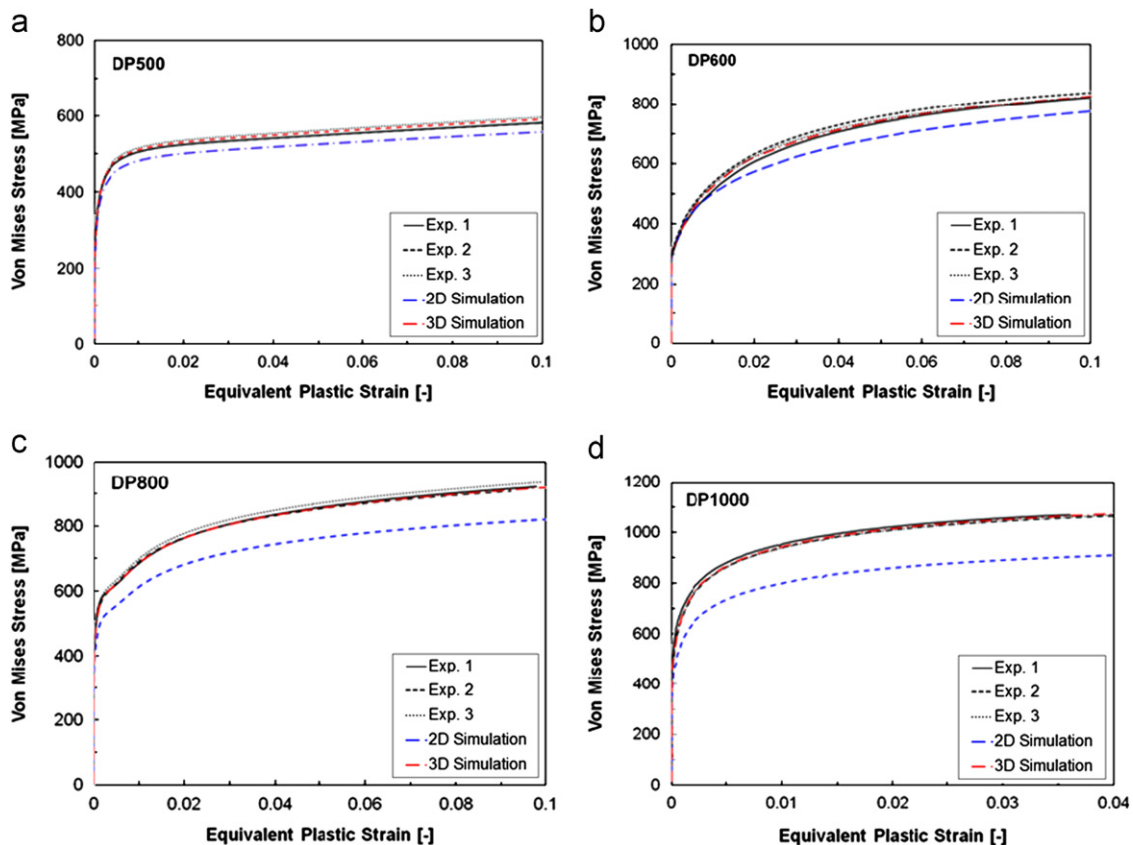 a
800
600
400
200
0
Von Mises Stress [MPa]
DP500
Exp. 1
Exp. 2
Exp. 3
2D Simulation
3D Simulation
0 0.02 0.04 0.06 0.08 0.1
Equivalent Plastic Strain [-]
b
1000
800
600
400
200
0
Von Mises Stress [MPa]
DP600
Exp. 1
Exp. 2
Exp. 3
2D Simulation
3D Simulation
0 0.02 0.04 0.06 0.08 0.1
Equivalent Plastic Strain [-]
c
1000
800
600
400
200
0
Von Mises Stress [MPa]
DP800
Exp. 1
Exp. 2
Exp. 3
2D Simulation
3D Simulation
0 0.02 0.04 0.06 0.08 0.1
Equivalent Plastic Strain [-]
d
1200
1000
800
600
400
200
0
Von Mises Stress [MPa]
DP1000
Exp. 1
Exp. 2
Exp. 3
2D Simulation
3D Simulation
0 0.01 0.02 0.03 0.04
Equivalent Plastic Strain [-]